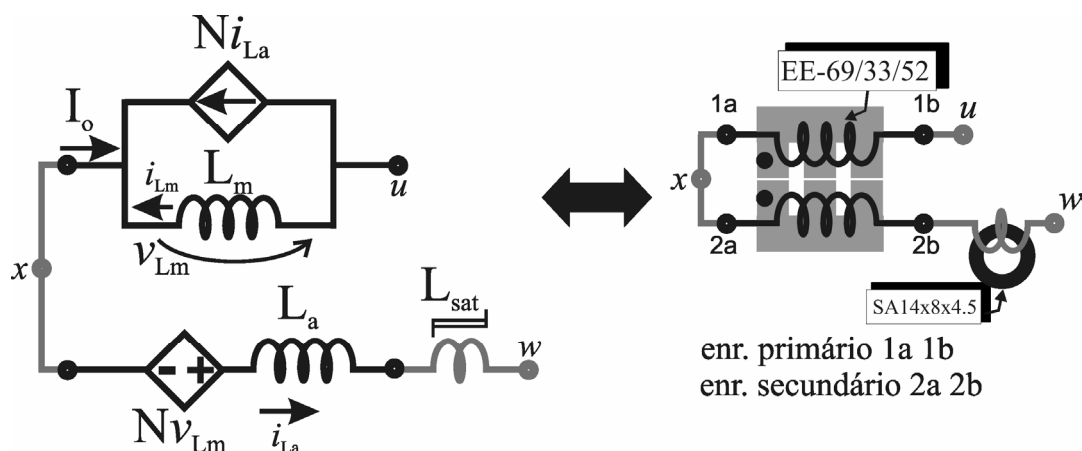 Ni_La
I_o
i_Lm
L_m
u
v_Lm
x
L_a
L_sat
w
- +
Nv_Lm
i_La
EE-69/33/52
1a 1b u
x
w
2a 2b
SA14x8x4.5
enr. primário 1a 1b
enr. secundário 2a 2b